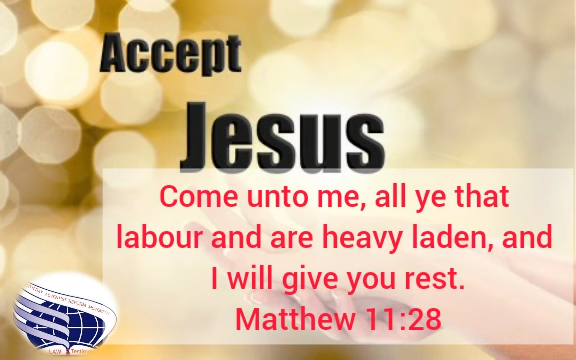 Accept
Jesus
Come unto me, all ye that
labour and are heavy laden, and
I will give you rest.
Matthew 11:28
LAW